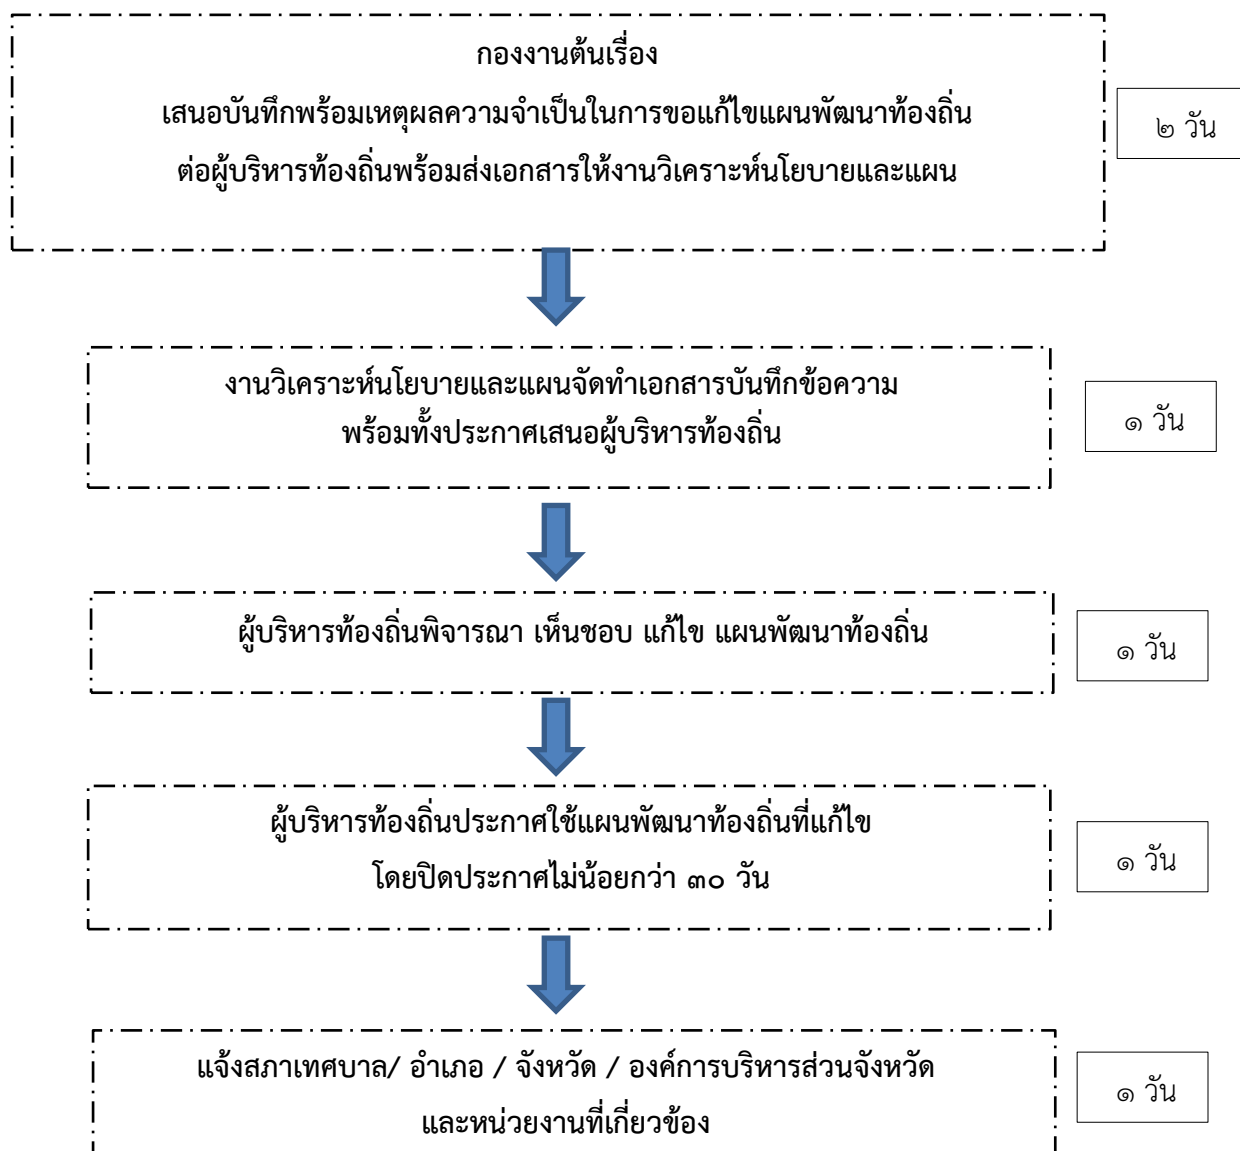 กองงานต้นเรื่อง
เสนอบันทึกพร้อมเหตุผลความจำเป็นในการขอแก้ไขแผนพัฒนาท้องถิ่น
ต่อผู้บริหารท้องถิ่นพร้อมส่งเอกสารให้งานวิเคราะห์นโยบายและแผน
๒ วัน
งานวิเคราะห์นโยบายและแผนจัดทำเอกสารบันทึกข้อความ
พร้อมทั้งประกาศเสนอผู้บริหารท้องถิ่น
๑ วัน
ผู้บริหารท้องถิ่นพิจารณา เห็นชอบ แก้ไข แผนพัฒนาท้องถิ่น
๑ วัน
ผู้บริหารท้องถิ่นประกาศใช้แผนพัฒนาท้องถิ่นที่แก้ไข
โดยปิดประกาศไม่น้อยกว่า ๓๐ วัน
๑ วัน
แจ้งสภาเทศบาล/ อำเภอ / จังหวัด / องค์การบริหารส่วนจังหวัด
และหน่วยงานที่เกี่ยวข้อง
๑ วัน